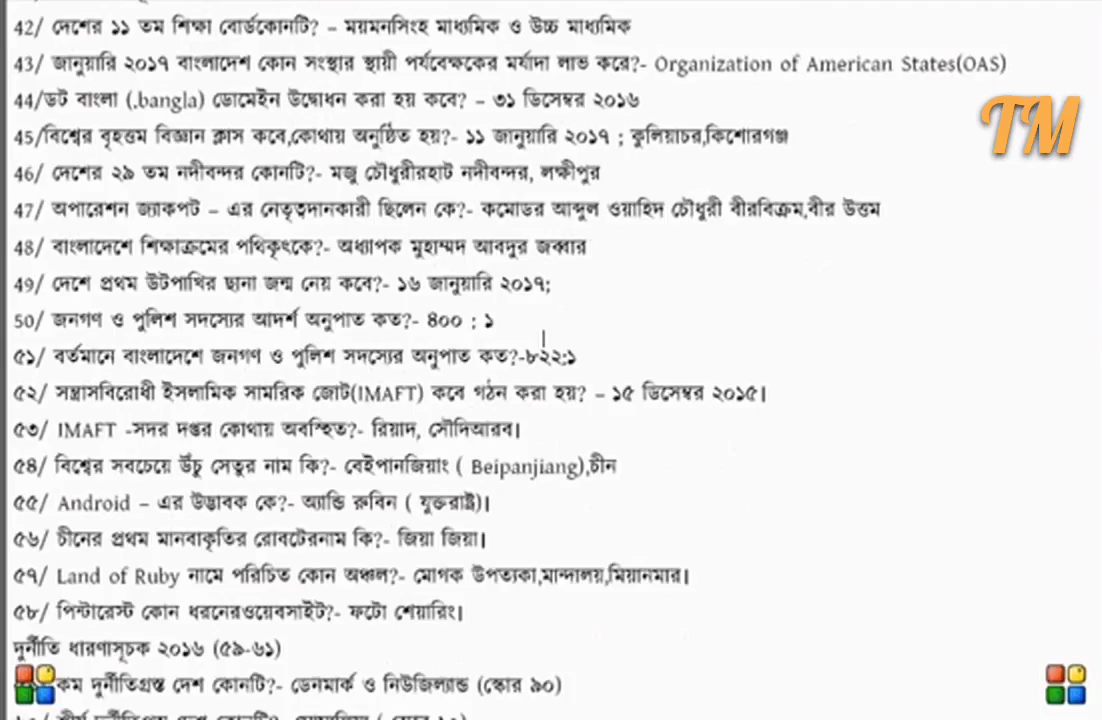 42/ দেশের ১১ তম শিক্ষা বোর্ডকোনটি? – ময়মনসিংহ মাধ্যমিক ও উচ্চ মাধ্যমিক
43/ জানুয়ারি ২০১৭ বাংলাদেশ কোন সংস্থার স্থায়ী পর্যবেক্ষকের মর্যাদা লাভ করে?- Organization of American States(OAS)
44/ডট বাংলা (.bangla) ডোমেইন উদ্বোধন করা হয় কবে? – ৩১ ডিসেম্বর ২০১৬
TM
45/বিশ্বের বৃহত্তম বিজ্ঞান ক্লাস কবে,কোথায় অনুষ্ঠিত হয়?- ১১ জানুয়ারি ২০১৭ ; কুলিয়াচর,কিশোরগঞ্জ
46/ দেশের ২৯ তম নদীবন্দর কোনটি?- মজু চৌধুরীরহাট নদীবন্দর, লক্ষীপুর
47/ অপারেশন জ্যাকপট – এর নেতৃত্বদানকারী ছিলেন কে?- কমোডর আব্দুল ওয়াহিদ চৌধুরী বীরবিক্রম,বীর উত্তম
48/ বাংলাদেশে শিক্ষাক্রমের পথিকৃৎকে?- অধ্যাপক মুহাম্মদ আবদুর জব্বার
49/ দেশে প্রথম উটপাখির ছানা জন্ম নেয় কবে?- ১৬ জানুয়ারি ২০১৭;
50/ জনগণ ও পুলিশ সদস্যের আদর্শ অনুপাত কত?- ৪০০ : ১
৫১/ বর্তমানে বাংলাদেশে জনগণ ও পুলিশ সদস্যের অনুপাত কত?-৮২২:১
৫২/ সন্ত্রাসবিরোধী ইসলামিক সামরিক জোট(IMAFT) কবে গঠন করা হয়? – ১৫ ডিসেম্বর ২০১৫।
৫৩/ IMAFT -সদর দপ্তর কোথায় অবস্থিত?- রিয়াদ, সৌদিআরব।
৫৪/ বিশ্বের সবচেয়ে উঁচু সেতুর নাম কি?- বেইপানজিয়াং ( Beipanjiang),চীন
৫৫/ Android – এর উদ্ভাবক কে?- অ্যান্ডি রুবিন ( যুক্তরাষ্ট্র)।
৫৬/ চীনের প্রথম মানবাকৃতির রোবটেরনাম কি?- জিয়া জিয়া।
৫৭/ Land of Ruby নামে পরিচিত কোন অঞ্চল?- মোগক উপত্যকা,মান্দালয়,মিয়ানমার।
৫৮/ পিন্টারেস্ট কোন ধরনেরওয়েবসাইট?- ফটো শেয়ারিং।
দুর্নীতি ধারণাসূচক ২০১৬ (৫৯-৬১)
কম দুর্নীতিগ্রস্ত দেশ কোনটি?- ডেনমার্ক ও নিউজিল্যান্ড (স্কোর ৯০)